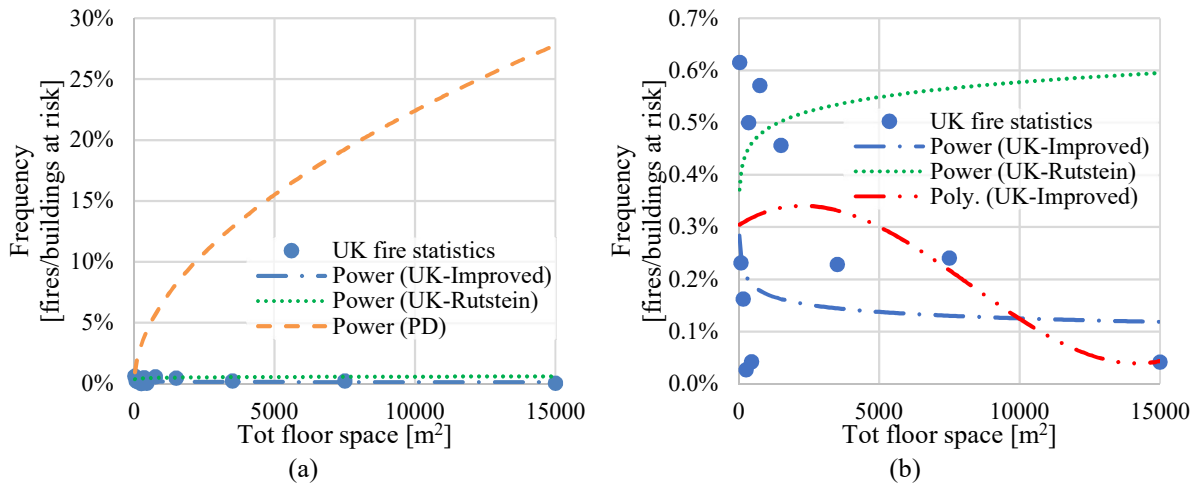 30%
25%
20%
15%
10%
5%
0%
Frequency
[fires/buildings at risk]
UK fire statistics
Power (UK-Improved)
Power (UK-Rutstein)
Power (PD)
0
5000
10000
15000
Tot floor space [m²]
(a)
0.7%
0.6%
0.5%
0.4%
0.3%
0.2%
0.1%
0.0%
Frequency
[fires/buildings at risk]
UK fire statistics
Power (UK-Improved)
Power (UK-Rutstein)
Poly. (UK-Improved)
0
5000
10000
15000
Tot floor space [m²]
(b)